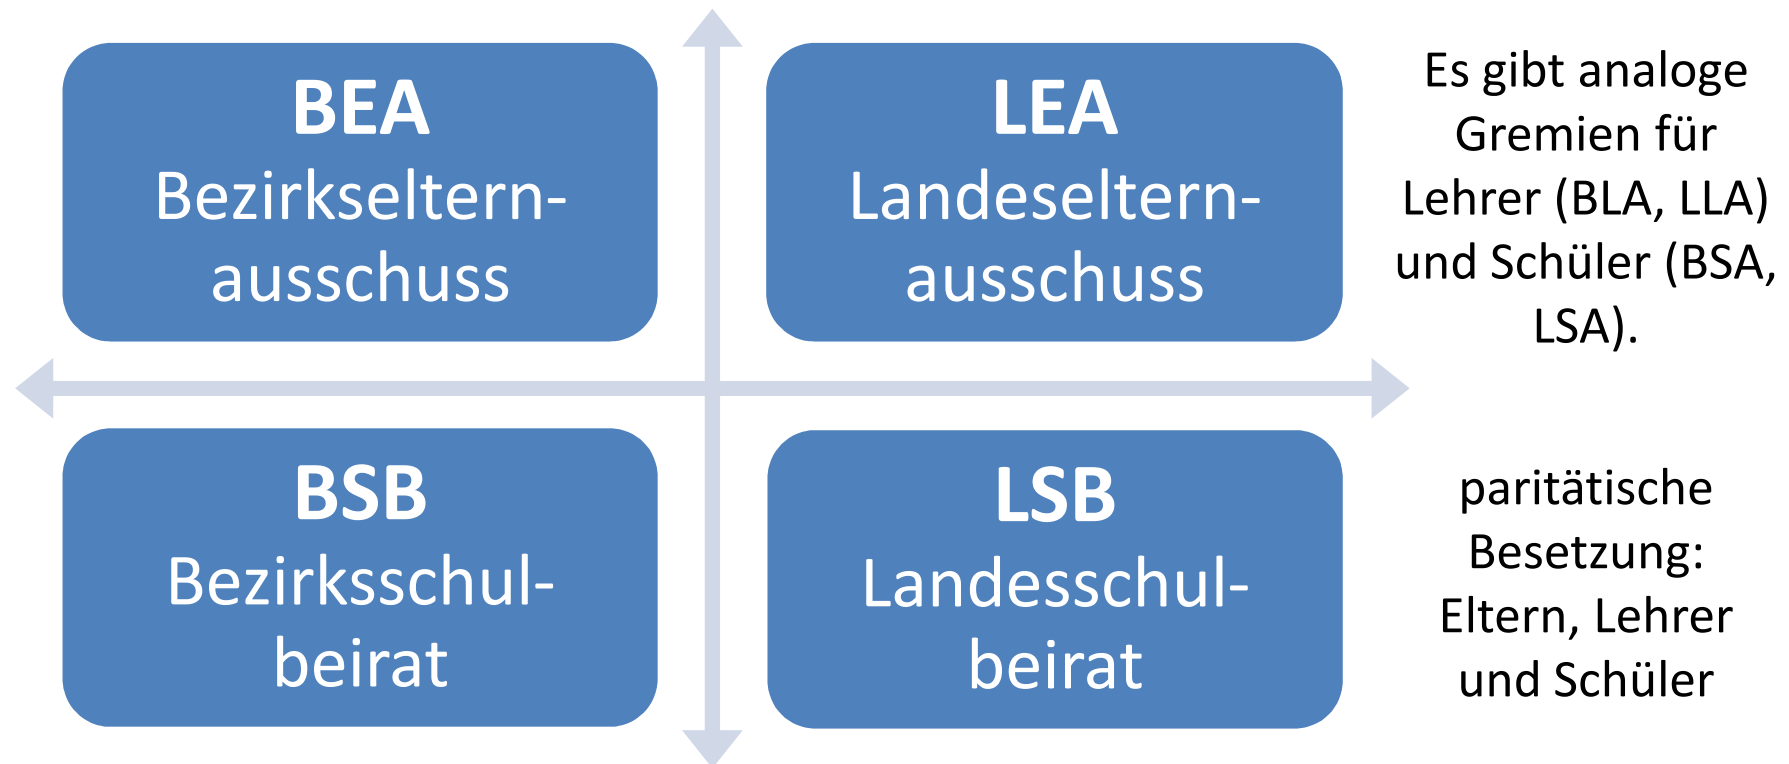 BEA
Bezirkseltern-
ausschuss
LEA
Landeseltern-
ausschuss
Es gibt analoge
Gremien für
Lehrer (BLA, LLA)
und Schüler (BSA,
LSA).
BSB
Bezirksschul-
beirat
LSB
Landesschul-
beirat
paritätische
Besetzung:
Eltern, Lehrer
und Schüler